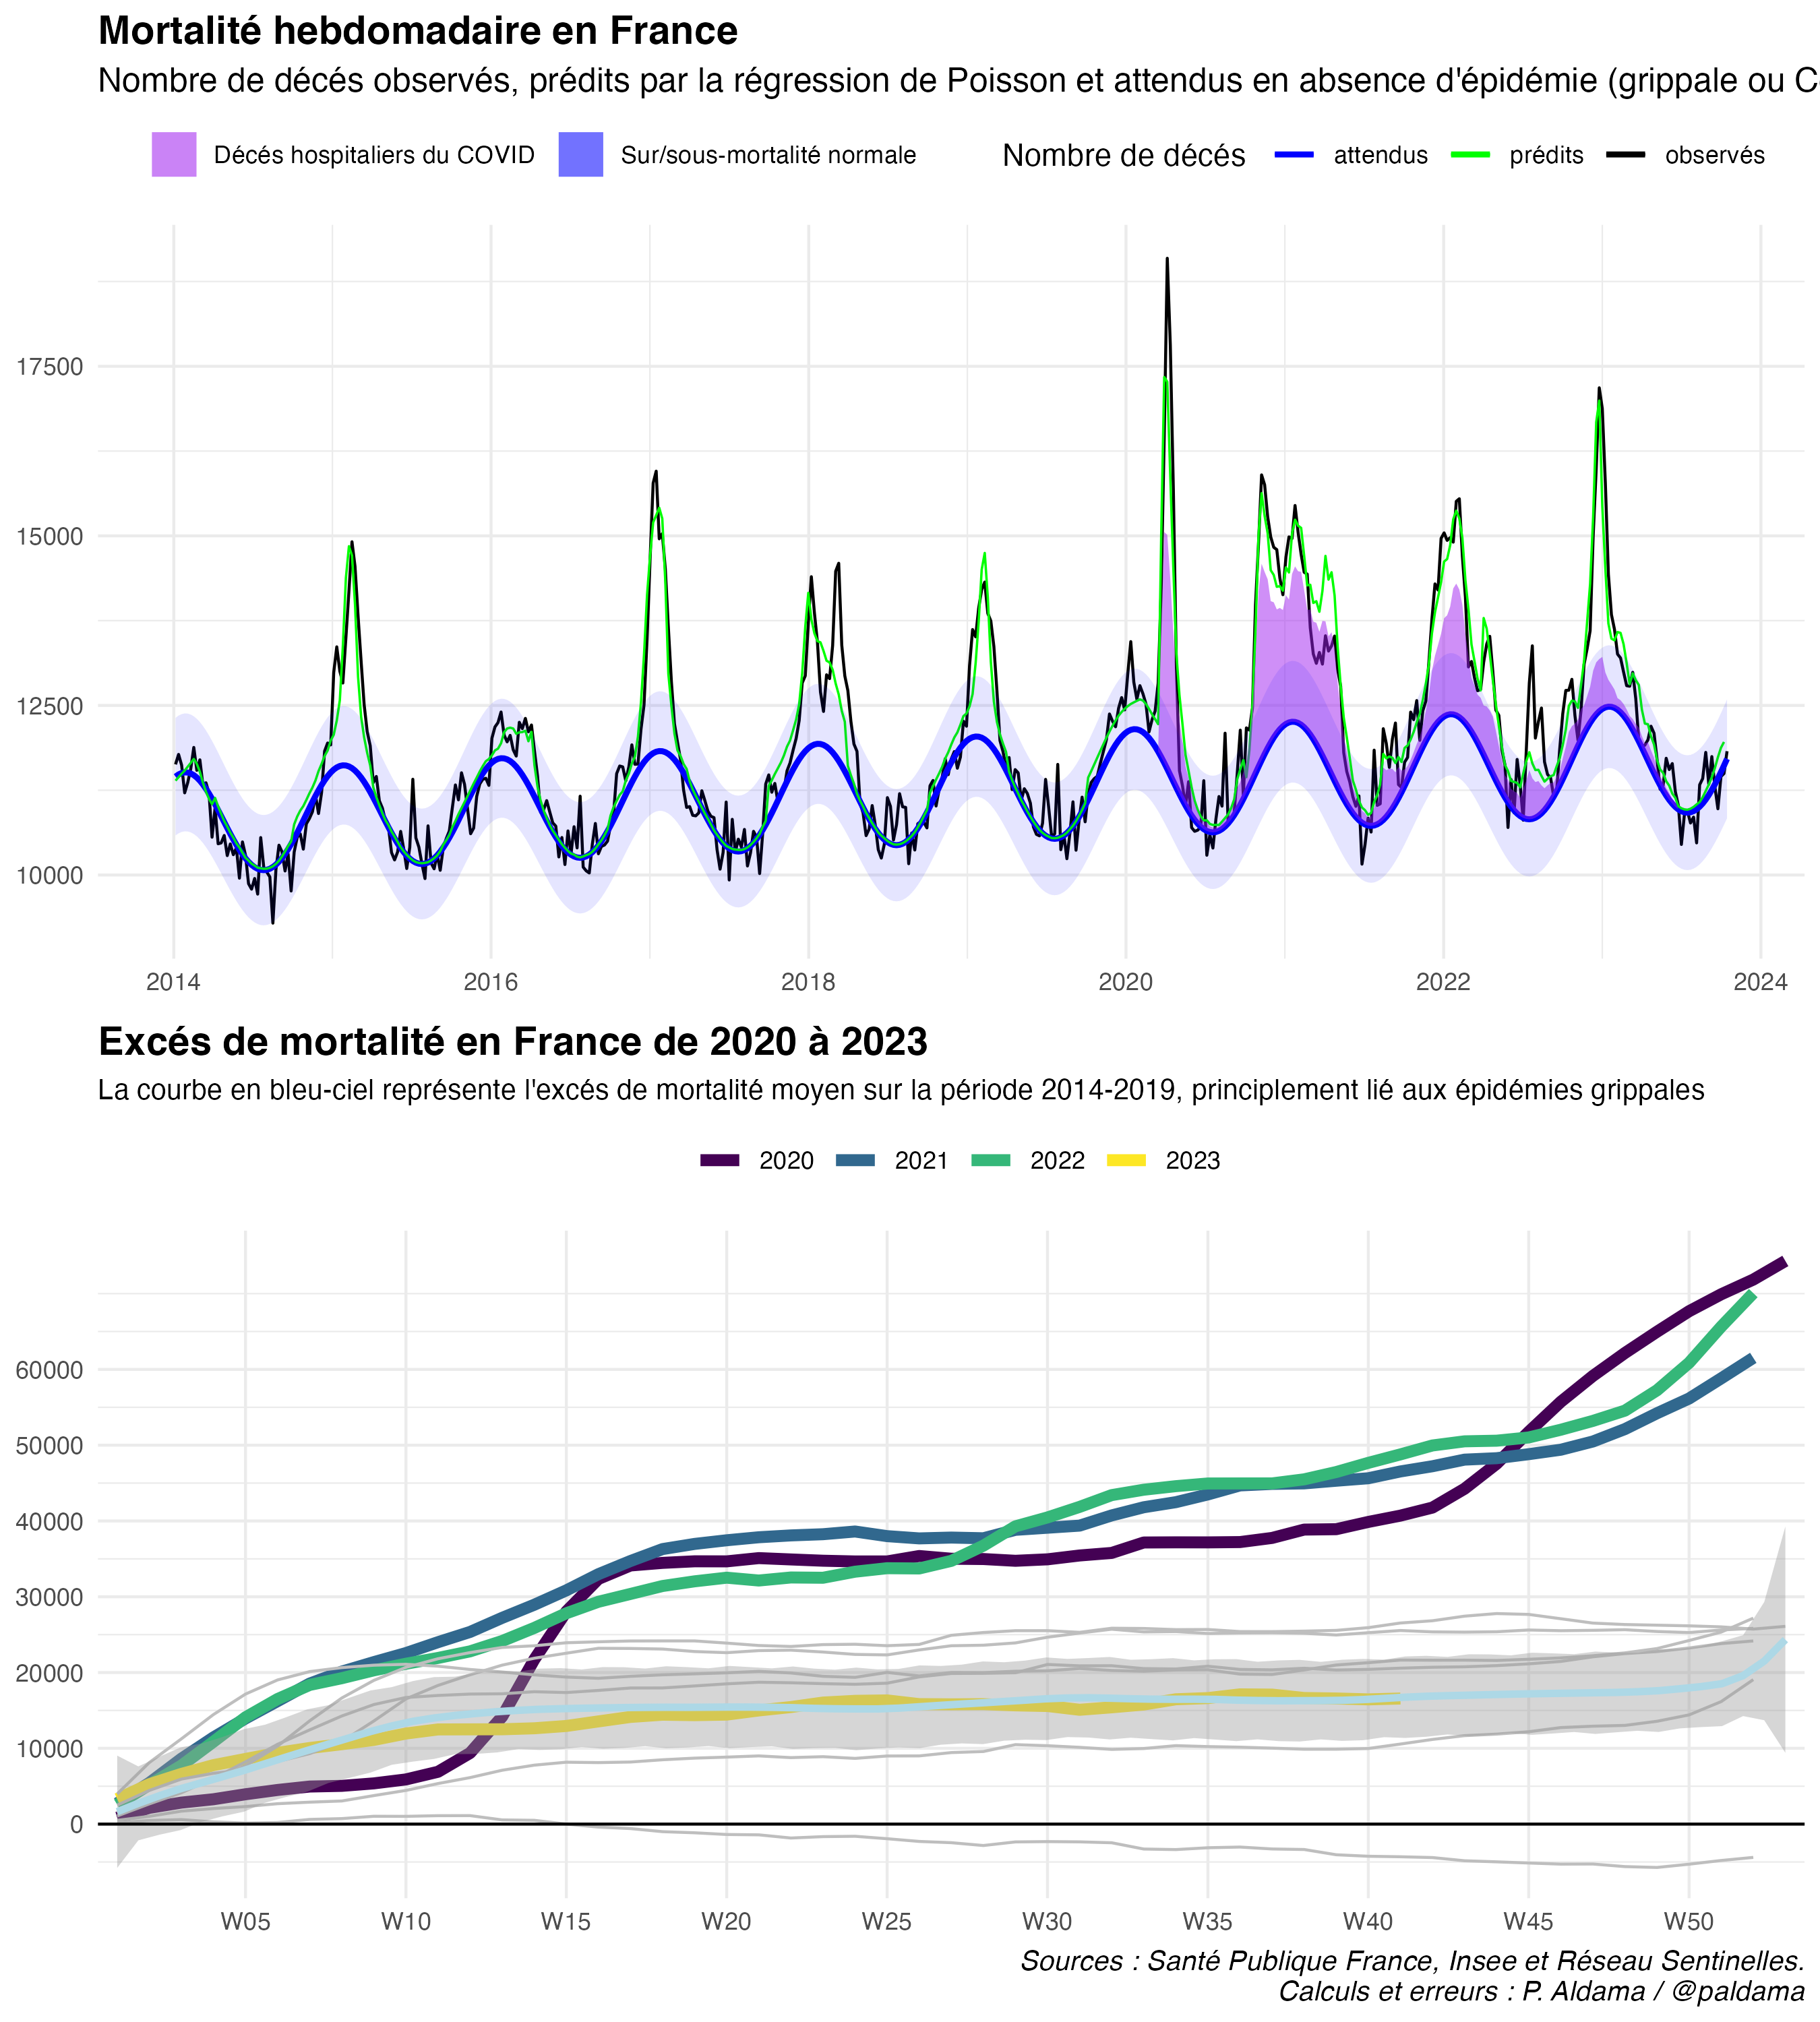 Mortalité hebdomadaire en France
Nombre de décés observés, prédits par la régression de Poisson et attendus en absence d'épidémie (grippale ou C
Décés hospitaliers du COVID Sur/sous-mortalité normale Nombre de décés attendus prédits observés
17500
15000
12500
10000
2014 2016 2018 2020 2022 2024
Excés de mortalité en France de 2020 à 2023
La courbe en bleu-ciel représente l'excés de mortalité moyen sur la période 2014-2019, principlement lié aux épidémies grippales
2020 2021 2022 2023
60000
50000
40000
30000
20000
10000
0
W05 W10 W15 W20 W25 W30 W35 W40 W45 W50
Sources : Santé Publique France, Insee et Réseau Sentinelles.
Calculs et erreurs : P. Aldama / @paldama